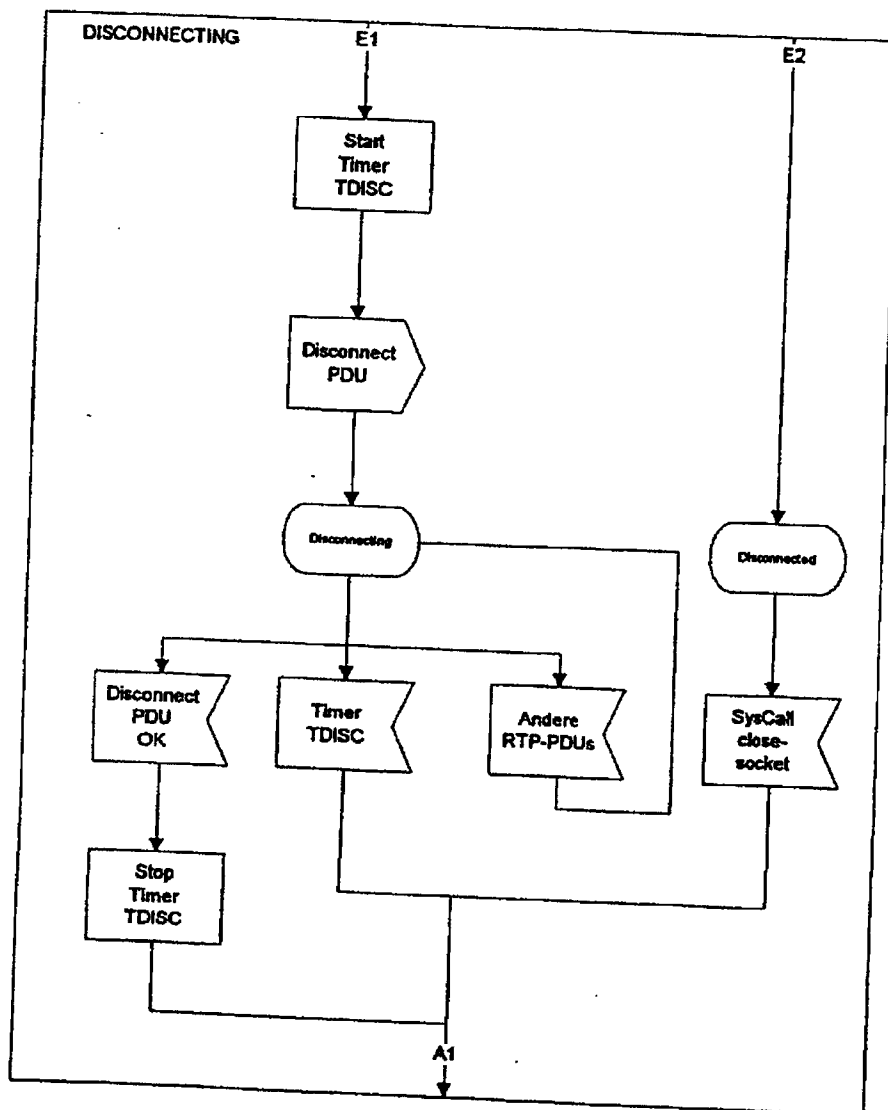 DISCONNECTING
E1
E2
Start
Timer
TDISC
Disconnect
PDU
Disconnecting
Disconnected
Disconnect
PDU
OK
Timer
TDISC
Andere
RTP-PDUs
SysCall
close-
socket
Stop
Timer
TDISC
A1